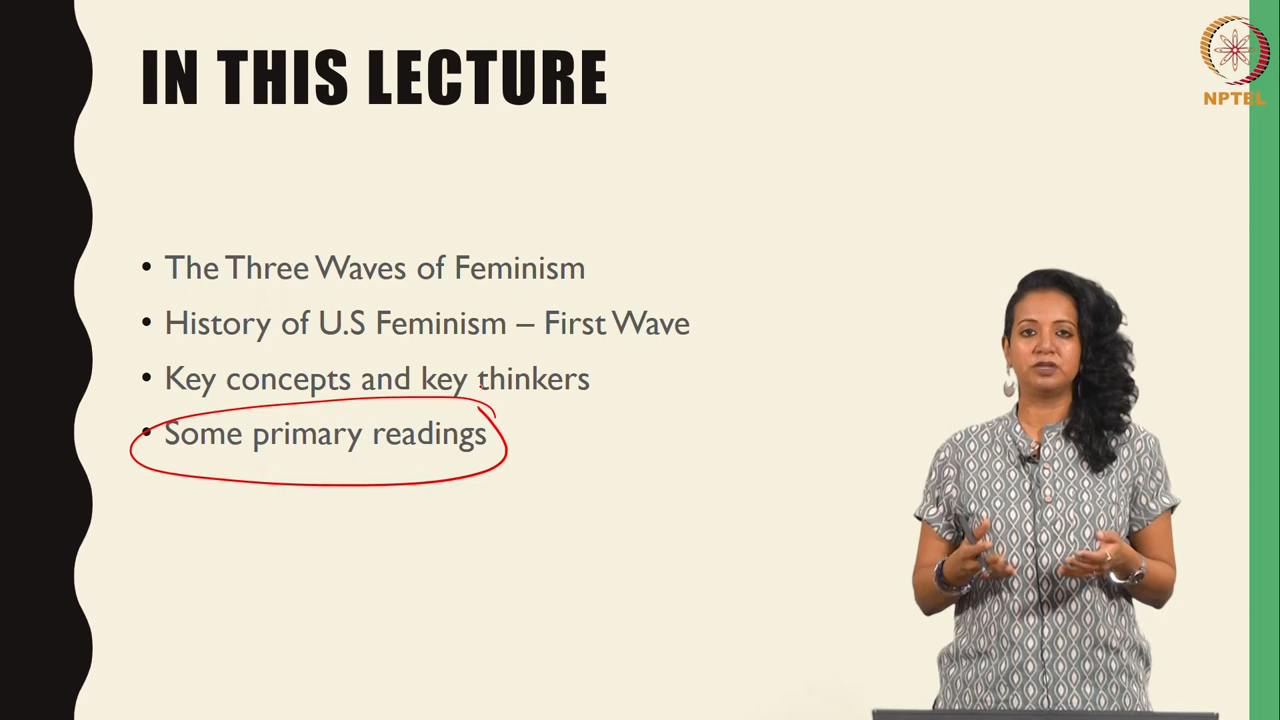 IN THIS LECTURE
NPTEL
• The Three Waves of Feminism
• History of U.S Feminism – First Wave
• Key concepts and key thinkers
• Some primary readings